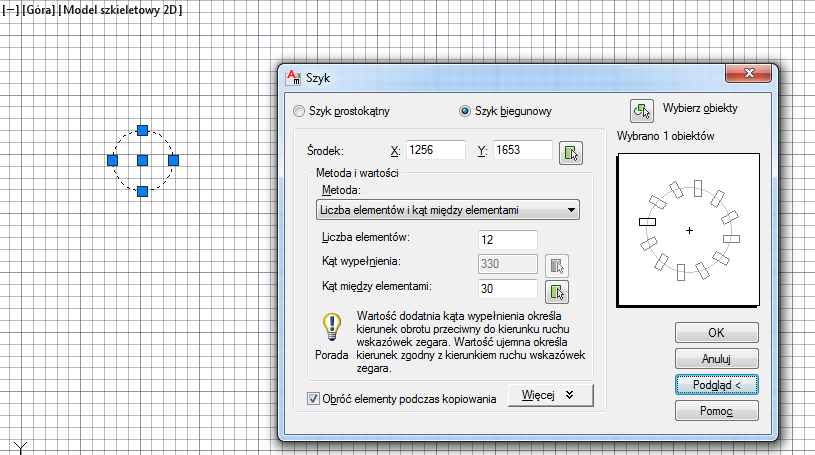 [−] [Góra] [Model szkieletowy 2D]
Szyk
Szyk prostokątny
Szyk biegunowy
Wybierz obiekty
Wybrano 1 obiektów
Środek: X: 1256 Y: 1653
Metoda i wartości
Metoda:
Liczba elementów i kąt między elementami
Liczba elementów: 12
Kąt wypełnienia: 330
Kąt między elementami: 30
Wartość dodatnia kąta wypełnienia określa
kierunek obrotu przeciwny do kierunku ruchu
wskazówek zegara. Wartość ujemna określa
Porada kierunek zgodny z kierunkiem ruchu wskazówek
zegara.
Obróć elementy podczas kopiowania
Więcej
OK
Anuluj
Podgląd <
Pomoc
Y